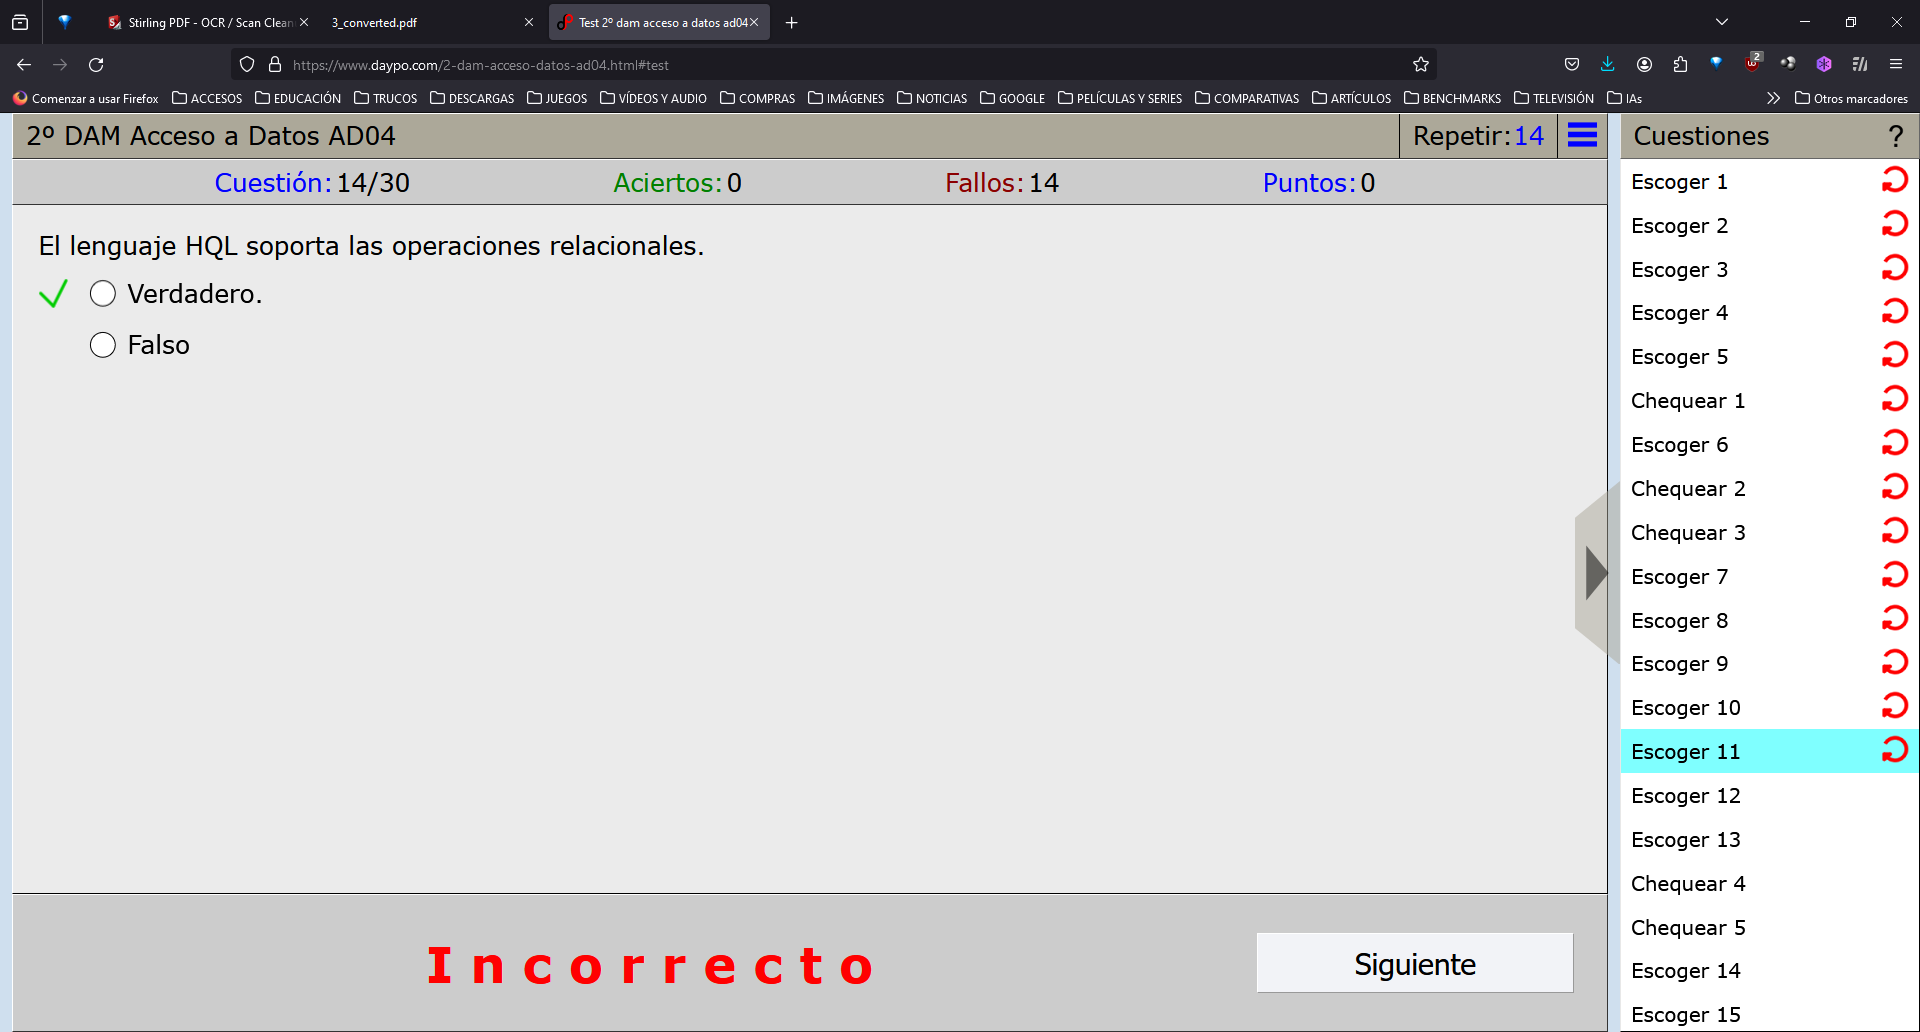 Stirling PDF - OCR / Scan Clean
3_converted.pdf
Test 2º dam acceso a datos ad04
https://www.daypo.com/2-dam-acceso-datos-ad04.html#test
2
Comenzar a usar Firefox
ACCESOS
EDUCACIÓN
TRUCOS
DESCARGAS
JUEGOS
VÍDEOS Y AUDIO
COMPRAS
IMÁGENES
NOTICIAS
GOOGLE
PELÍCULAS Y SERIES
COMPARATIVAS
ARTÍCULOS
BENCHMARKS
TELEVISIÓN
IAs
Otros marcadores
2º DAM Acceso a Datos AD04
Repetir:14
Cuestión:14/30
Aciertos:0
Fallos:14
Puntos:0
El lenguaje HQL soporta las operaciones relacionales.
Verdadero.
Falso
Incorrecto
Siguiente
Cuestiones
?
Escoger 1
Escoger 2
Escoger 3
Escoger 4
Escoger 5
Chequear 1
Escoger 6
Chequear 2
Chequear 3
Escoger 7
Escoger 8
Escoger 9
Escoger 10
Escoger 11
Escoger 12
Escoger 13
Chequear 4
Chequear 5
Escoger 14
Escoger 15